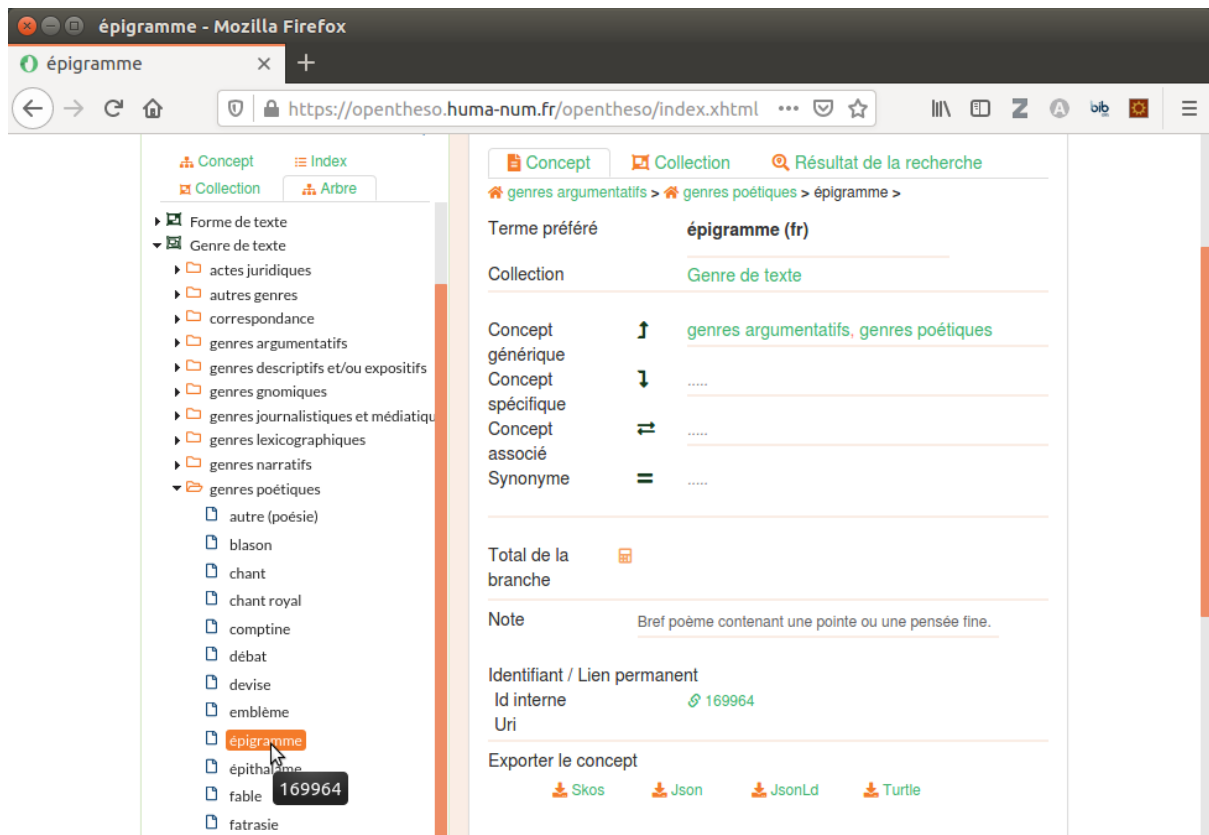 épigramme - Mozilla Firefox
épigramme
https://opentheso.huma-num.fr/opentheso/index.xhtml
Concept
Index
Collection
Arbre
Forme de texte
Genre de texte
actes juridiques
autres genres
correspondance
genres argumentatifs
genres descriptifs et/ou expositifs
genres gnomiques
genres journalistiques et médiatiqu
genres lexicographiques
genres narratifs
genres poétiques
autre (poésie)
blason
chant
chant royal
comptine
débat
devise
emblème
épigramme
épithalame
169964
fable
fatrasie
Concept
Collection
Résultat de la recherche
genres argumentatifs > genres poétiques > épigramme >
Terme préféré
épigramme (fr)
Collection
Genre de texte
Concept
générique
genres argumentatifs, genres poétiques
Concept
spécifique
.....
Concept
associé
.....
Synonyme
.....
Total de la
branche
Note
Bref poème contenant une pointe ou une pensée fine.
Identifiant / Lien permanent
Id interne
169964
Uri
Exporter le concept
Skos
Json
JsonLd
Turtle